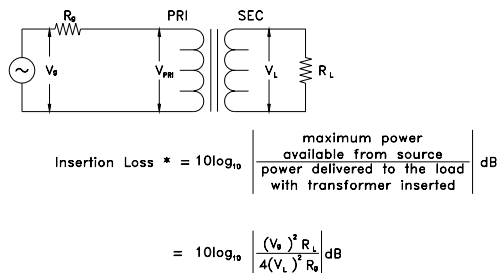 R_g PRI SEC
V_g V_PRI V_L R_L
Insertion Loss * = 10log₁₀ | maximum power available from source / power delivered to the load with transformer inserted | dB
= 10log₁₀ | (V_g)² R_L / 4(V_L)² R_g | dB